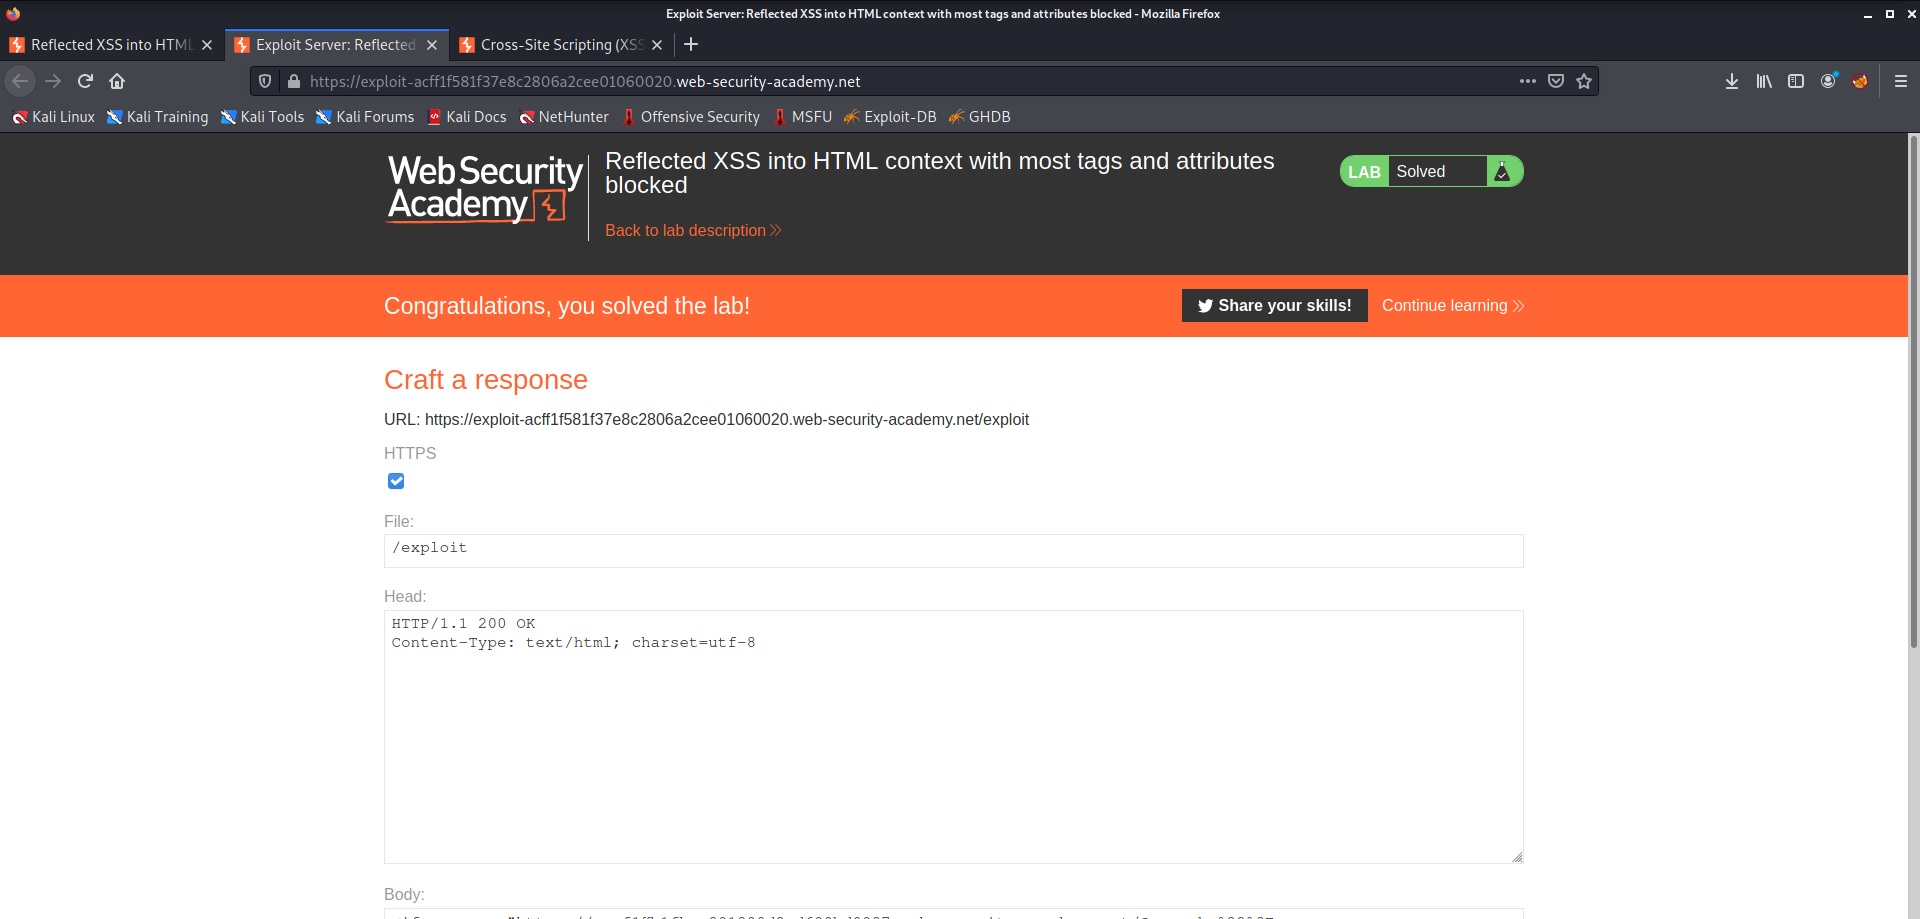 Exploit Server: Reflected XSS into HTML context with most tags and attributes blocked - Mozilla Firefox
Reflected XSS into HTML
Exploit Server: Reflected
Cross-Site Scripting (XSS
https://exploit-acff1f581f37e8c2806a2cee01060020.web-security-academy.net
Kali Linux Kali Training Kali Tools Kali Forums Kali Docs NetHunter Offensive Security MSFU Exploit-DB GHDB
Web Security
Academy
Reflected XSS into HTML context with most tags and attributes
blocked
LAB Solved
Back to lab description
Congratulations, you solved the lab!
Share your skills!
Continue learning
Craft a response
URL: https://exploit-acff1f581f37e8c2806a2cee01060020.web-security-academy.net/exploit
HTTPS
File:
/exploit
Head:
HTTP/1.1 200 OK
Content-Type: text/html; charset=utf-8
Body: